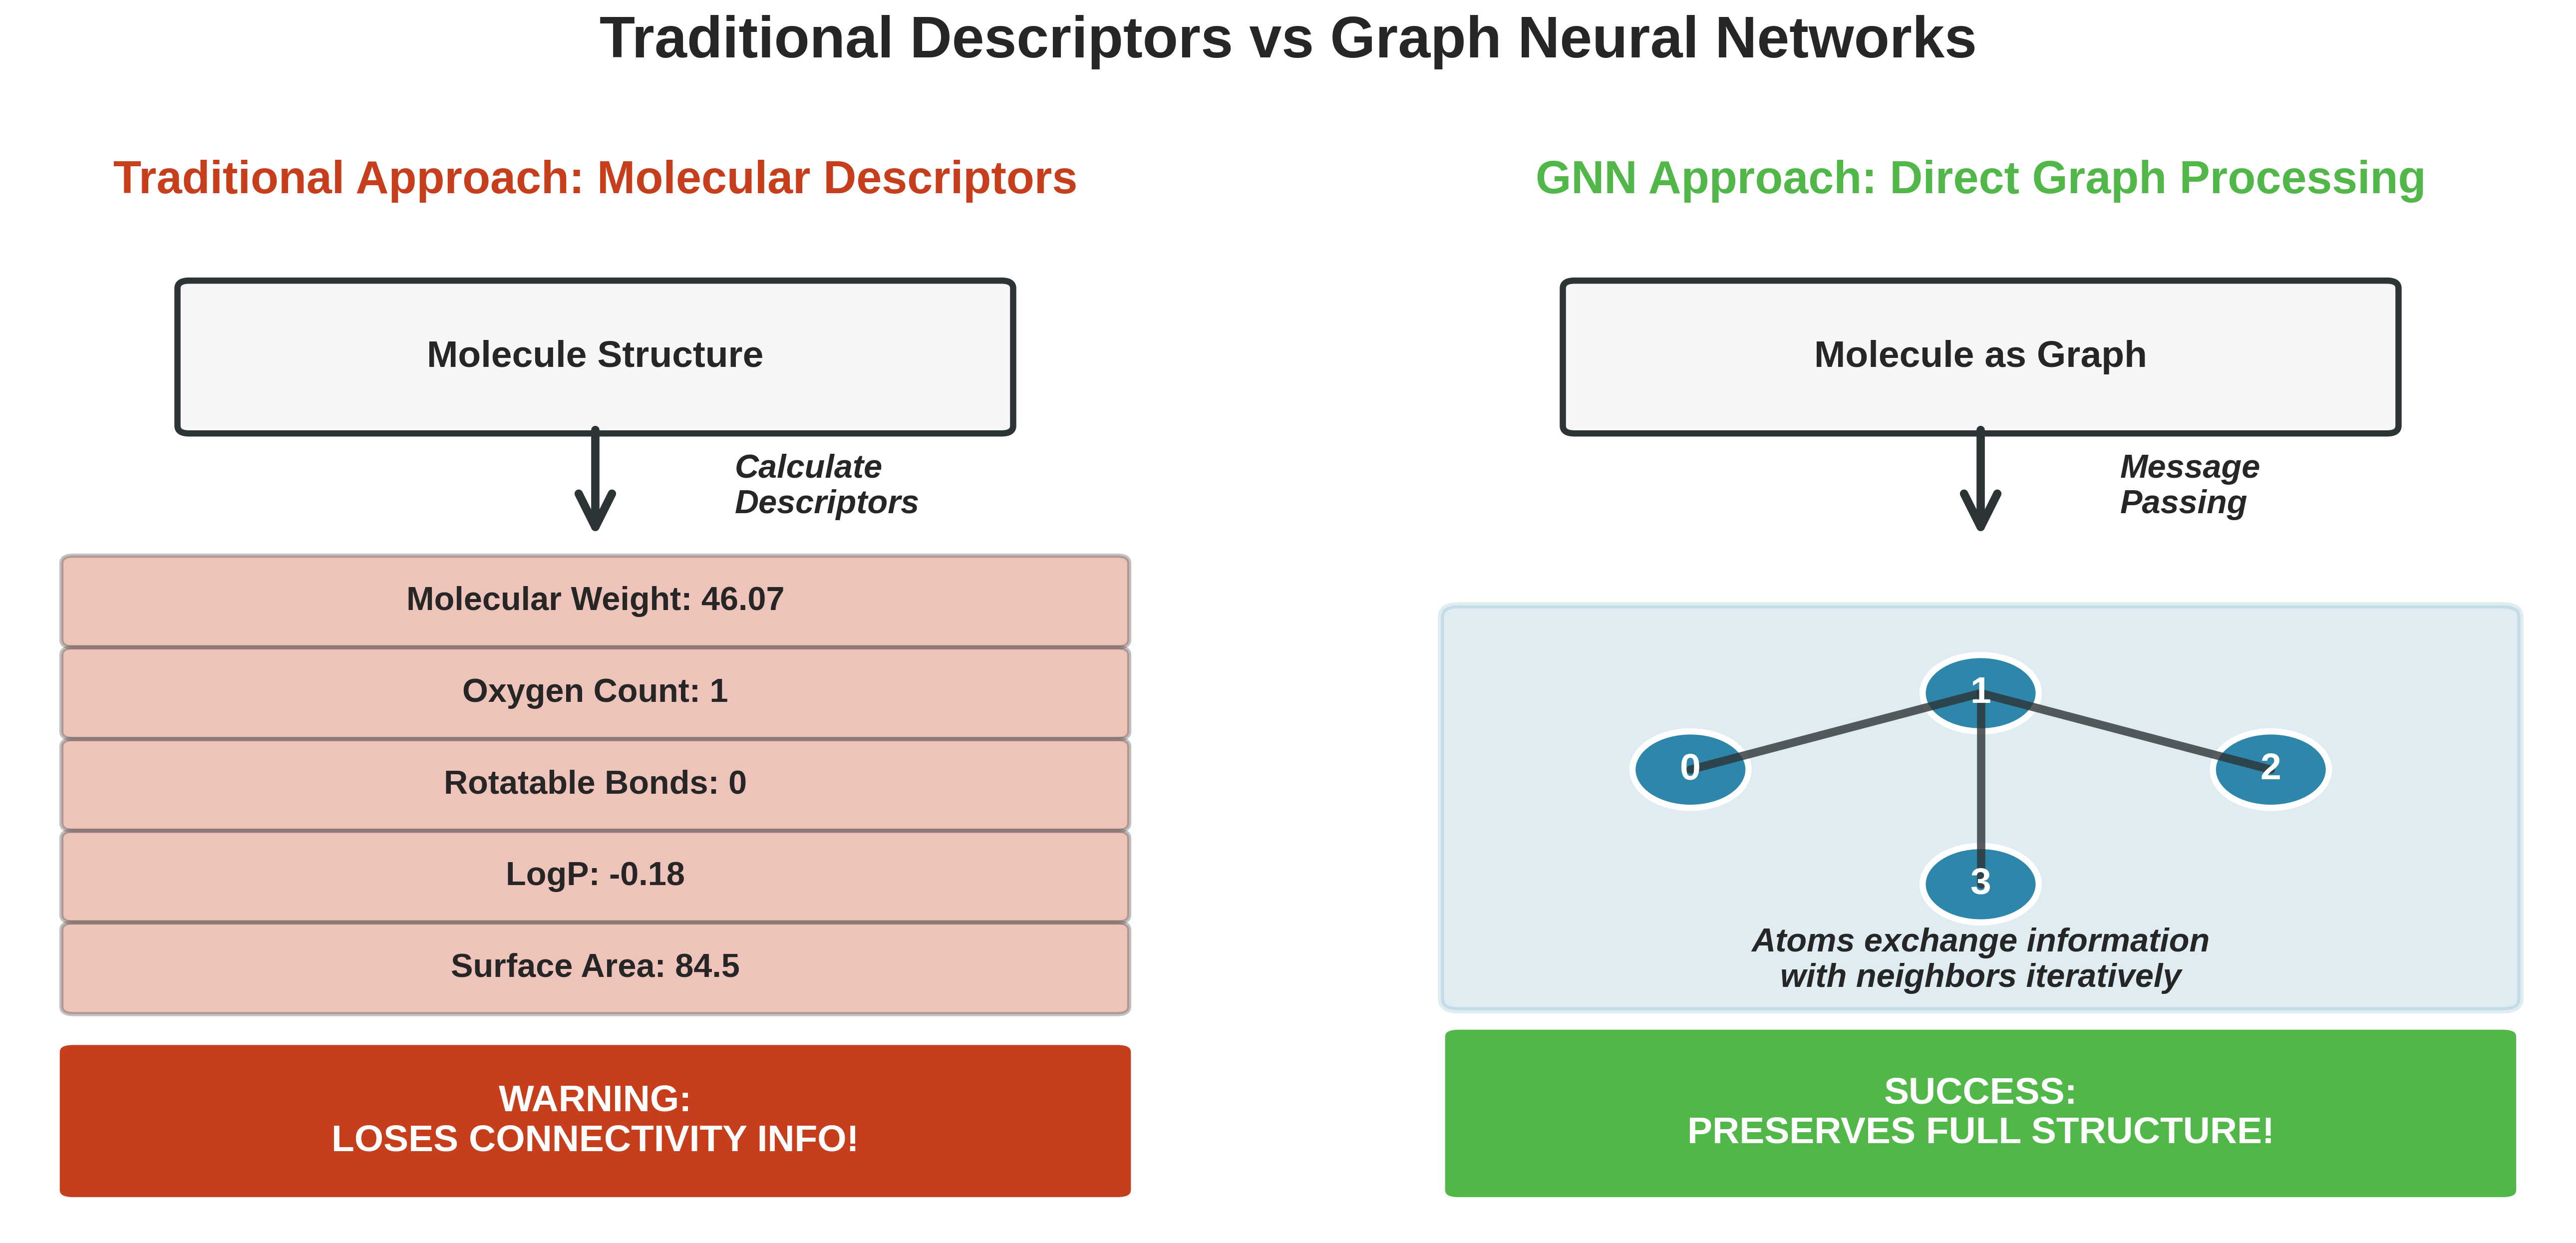 Traditional Descriptors vs Graph Neural Networks
Traditional Approach: Molecular Descriptors
Molecule Structure
Calculate
Descriptors
Molecular Weight: 46.07
Oxygen Count: 1
Rotatable Bonds: 0
LogP: -0.18
Surface Area: 84.5
WARNING:
LOSES CONNECTIVITY INFO!
GNN Approach: Direct Graph Processing
Molecule as Graph
Message
Passing
1
0
2
3
Atoms exchange information
with neighbors iteratively
SUCCESS:
PRESERVES FULL STRUCTURE!